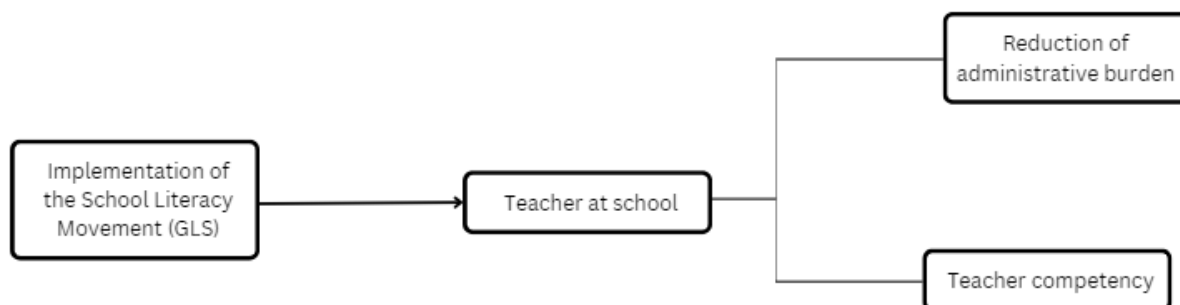 Implementation of
the School Literacy
Movement (GLS)
Teacher at school
Reduction of
administrative burden
Teacher competency